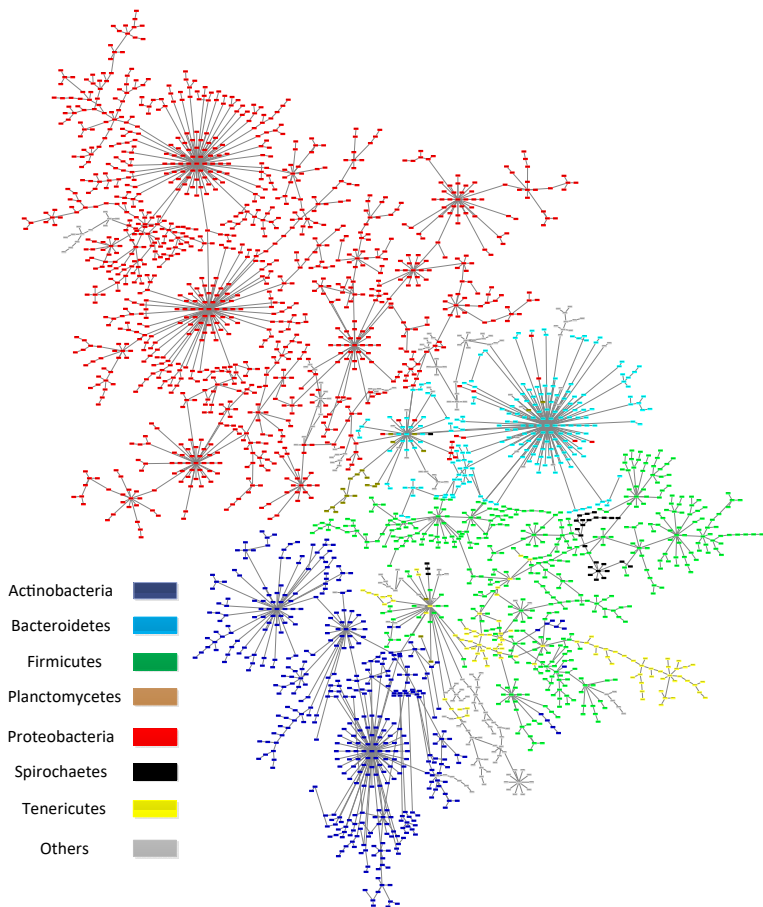 Actinobacteria
Bacteroidetes
Firmicutes
Planctomycetes
Proteobacteria
Spirochaetes
Tenericutes
Others